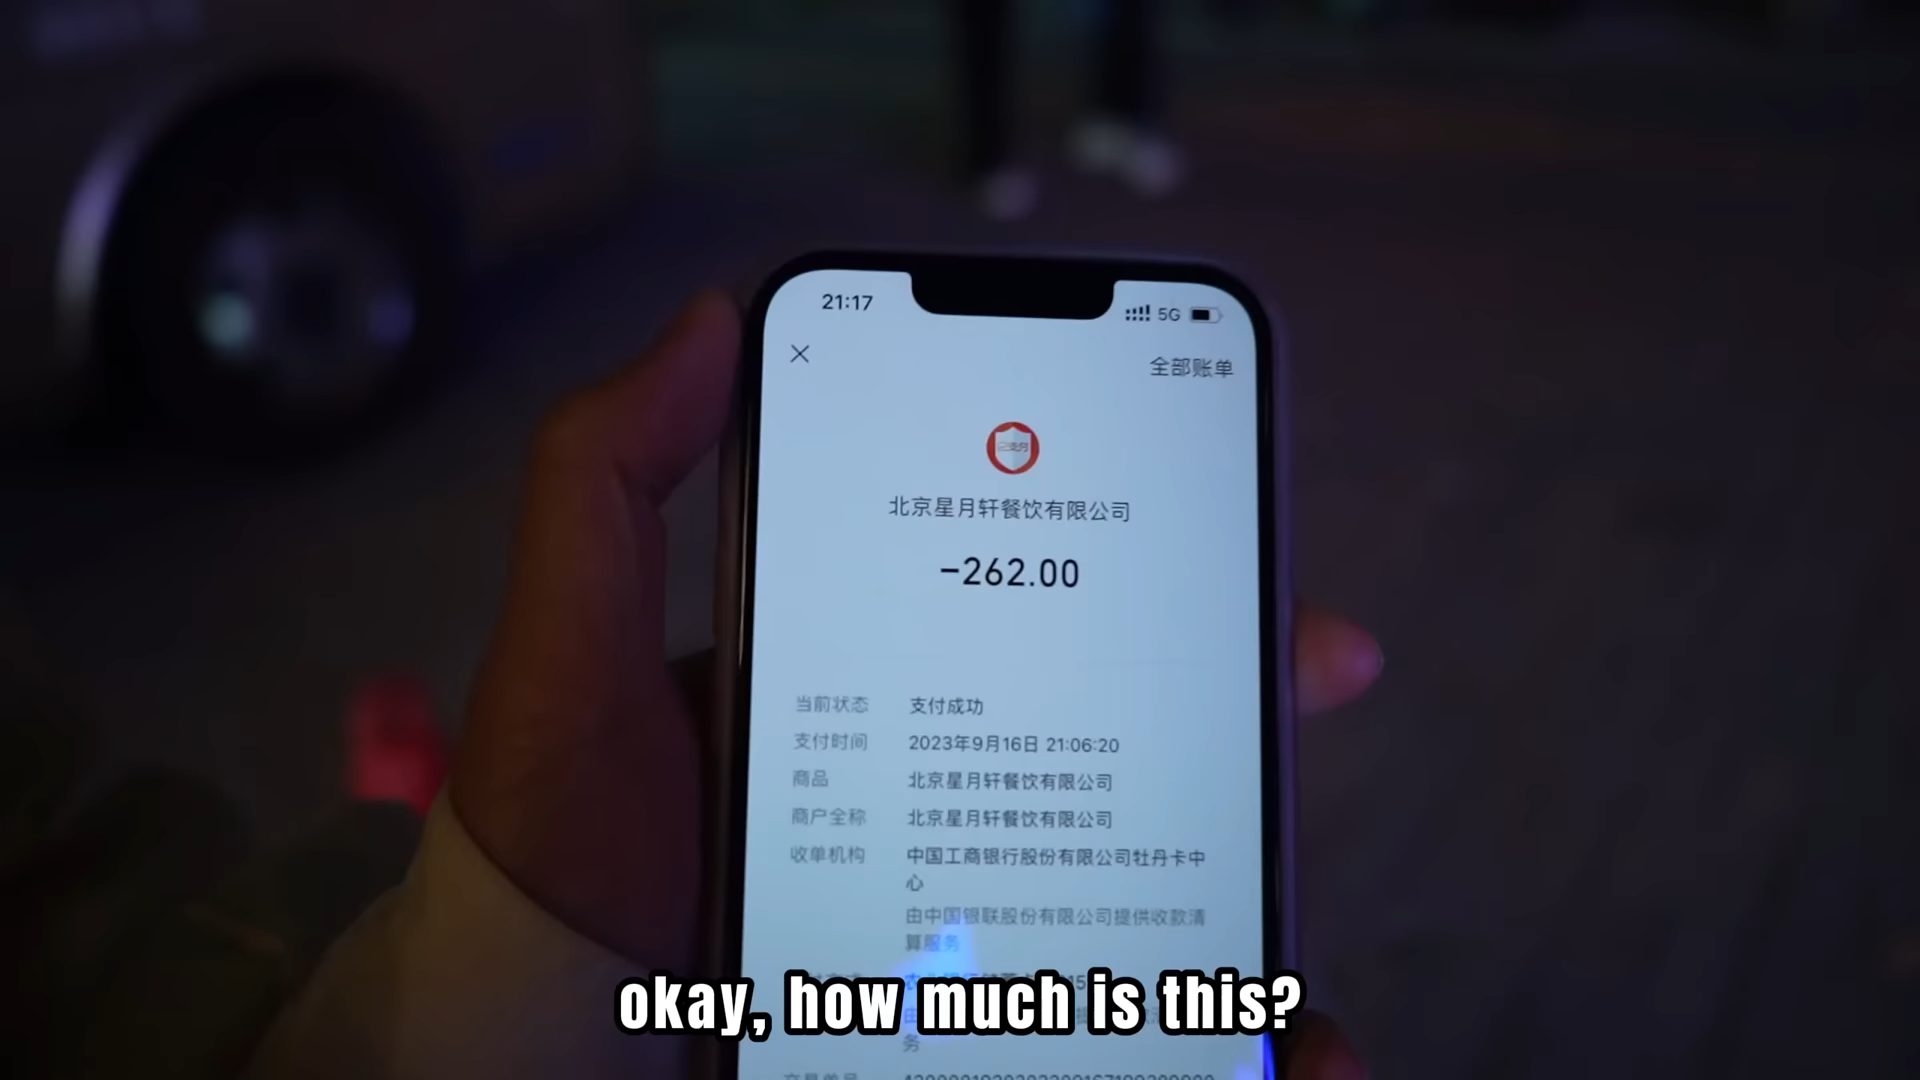 21:17
5G
全部账单
北京星月轩餐饮有限公司
-262.00
当前状态 支付成功
支付时间 2023年9月16日 21:06:20
商品 北京星月轩餐饮有限公司
商户全称 北京星月轩餐饮有限公司
收单机构 中国工商银行股份有限公司牡丹卡中
心
由中国银联股份有限公司提供收款清
算服务
okay, how much is this?
务